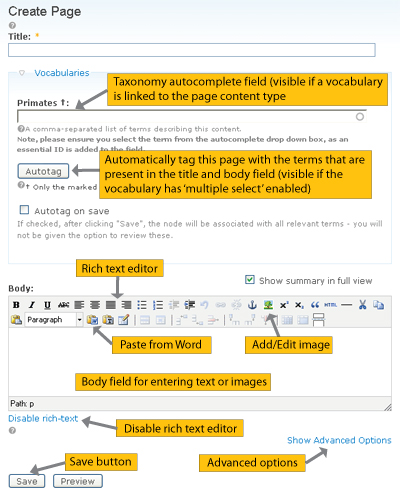 Create Page
Title: *
Vocabularies
Taxonomy autocomplete field (visible if a vocabulary
is linked to the page content type
Primates ↑:
A comma-separated list of terms describing this content.
Note, please ensure you select the term from the autocomplete drop down box, as an
essential ID is added to the field.
Automatically tag this page with the terms that are
present in the title and body field (visible if the
vocabulary has 'multiple select' enabled)
Autotag
↑ Only the marked
Autotag on save
If checked, after clicking "Save", the node will be associated with all relevant terms - you will
not be given the option to review these.
Rich text editor
Show summary in full view
Body:
B I U ABC HTML
Paragraph
Paste from Word
Add/Edit image
Body field for entering text or images
Path: p
Disable rich-text
Disable rich text editor
Show Advanced Options
Save button
Advanced options
Save
Preview